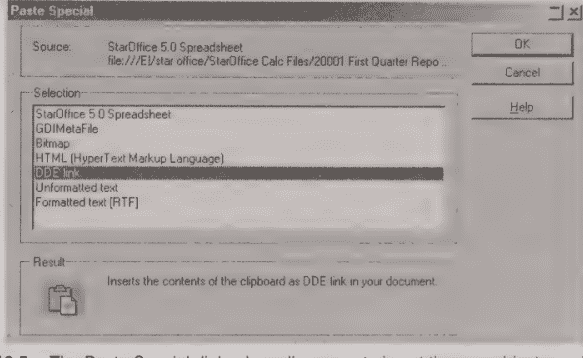 Paste Special
Source: StarOffice 5.0 Spreadsheet
file:///E|/star office/StarOffice Calc Files/20001 First Quarter Repo ..
OK
Cancel
Help
Selection
StarOffice 5.0 Spreadsheet
GDIMetaFile
Bitmap
HTML (HyperText Markup Language)
DDE link
Unformatted text
Formatted text [RTF]
Result
Inserts the contents of the clipboard as DDE link in your document.